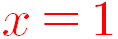 x = 1